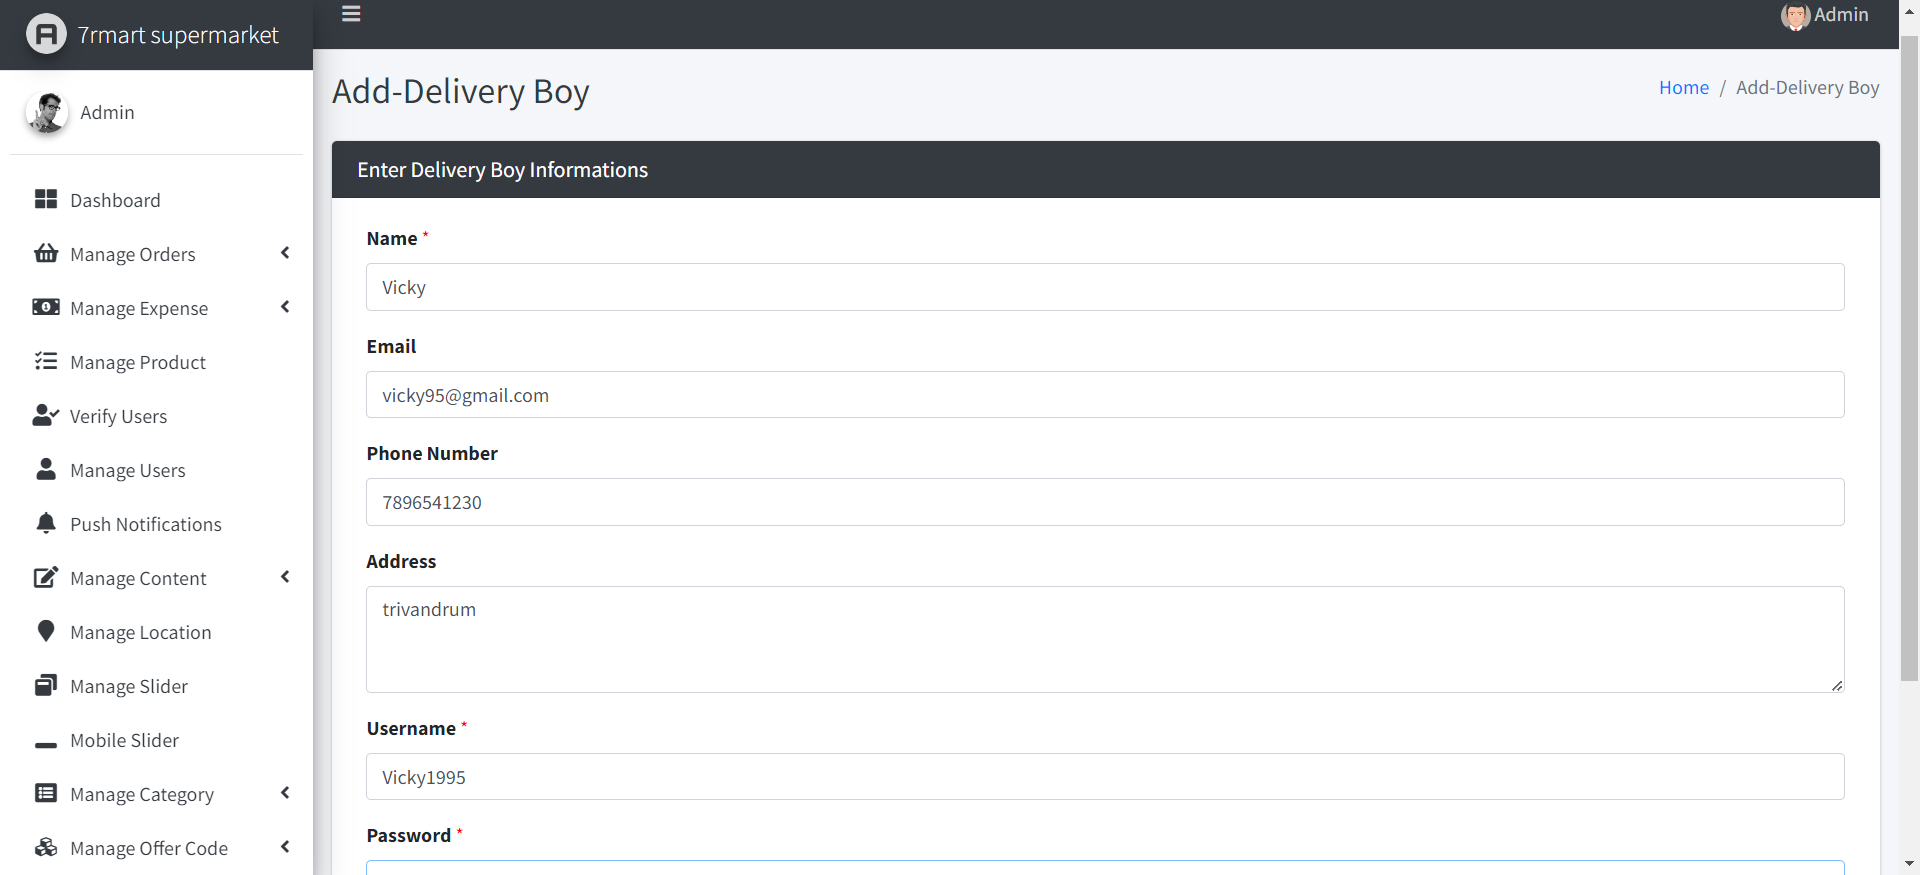 7rmart supermarket
Admin
Admin
Dashboard
Manage Orders
Manage Expense
Manage Product
Verify Users
Manage Users
Push Notifications
Manage Content
Manage Location
Manage Slider
Mobile Slider
Manage Category
Manage Offer Code
Add-Delivery Boy
Home / Add-Delivery Boy
Enter Delivery Boy Informations
Name *
Vicky
Email
vicky95@gmail.com
Phone Number
7896541230
Address
trivandrum
Username *
Vicky1995
Password *